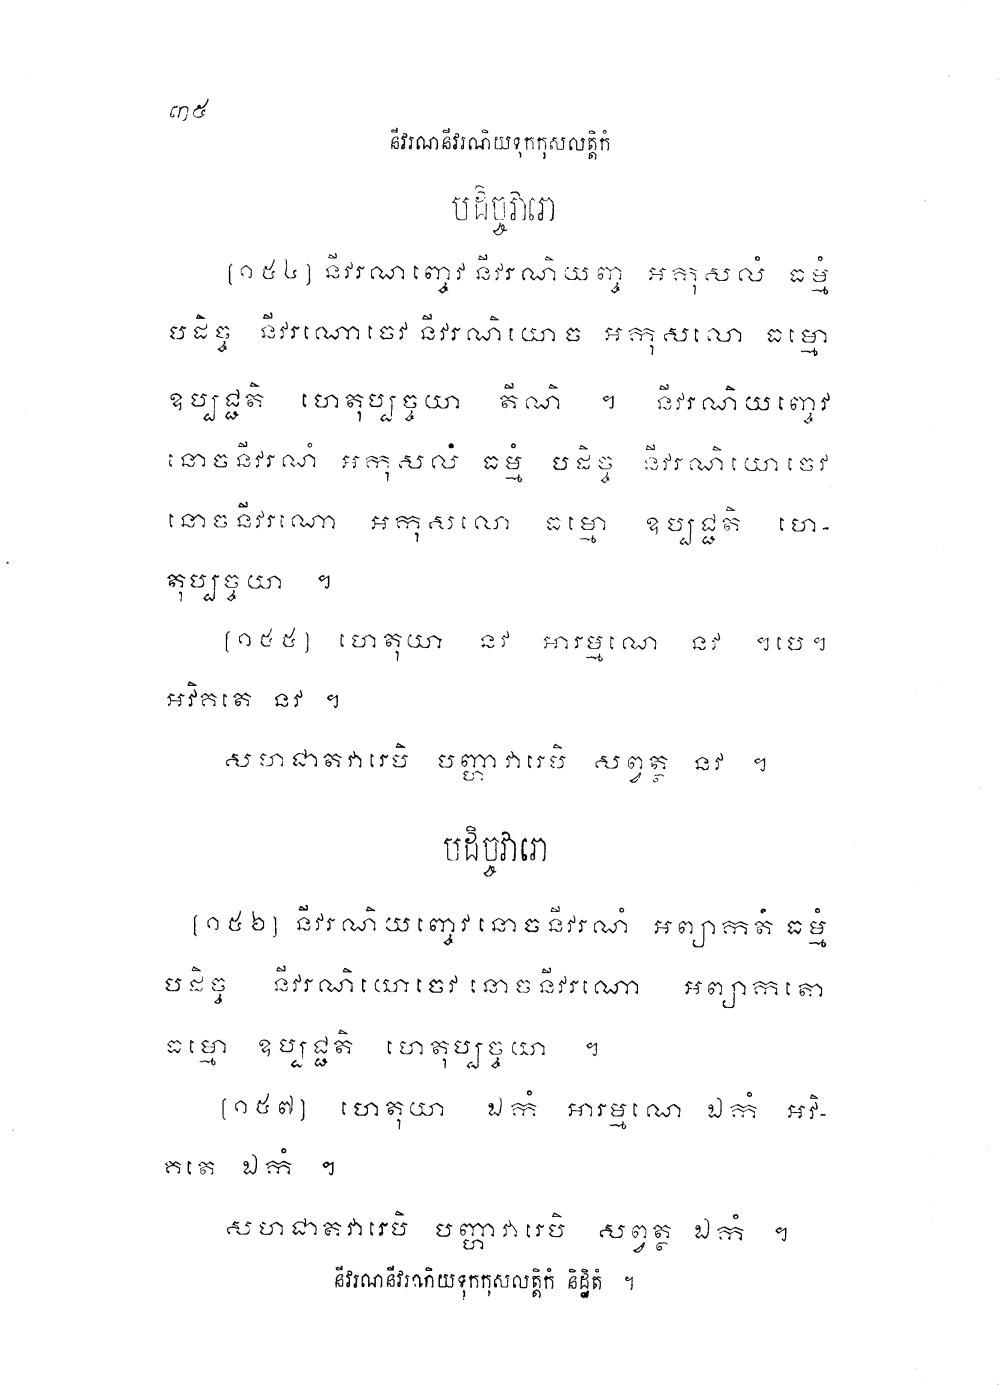 ៣៥
នីវរណនីវរណិយទុកកុសលត្តិកំ
បដិច្ចវារោ
[១៥៤] នីវរណញ្ចេវ នីវរណិយញ្ច អកុសលំ ធម្មំ
បដិច្ច នីវរណោចេវ នីវរណិយោច អកុសលោ ធម្មោ
ឧប្បជ្ជតិ ហេតុប្បច្ចយា តីណិ ។ នីវរណិយញ្ចេវ
នោចនីវរណំ អកុសលំ ធម្មំ បដិច្ច នីវរណិយោចេវ
នោចនីវរណោ អកុសលោ ធម្មោ ឧប្បជ្ជតិ ហេ-
តុប្បច្ចយា ។
[១៥៥] ហេតុយា នវ អារម្មណេ នវ ។បេ។
អវិគតេ នវ ។
សហជាតវារេបិ បញ្ហាវារេបិ សព្វត្ថ នវ ។
បដិច្ចវារោ
[១៥៦] នីវរណិយញ្ចេវ នោចនីវរណំ អព្យាកតំ ធម្មំ
បដិច្ច នីវរណិយោចេវ នោចនីវរណោ អព្យាកតោ
ធម្មោ ឧប្បជ្ជតិ ហេតុប្បច្ចយា ។
[១៥៧] ហេតុយា ឯកំ អារម្មណេ ឯកំ អវិ-
គតេ ឯកំ ។
សហជាតវារេបិ បញ្ហាវារេបិ សព្វត្ថ ឯកំ ។
នីវរណនីវរណិយទុកកុសលត្តិកំ និដ្ឋិតំ ។